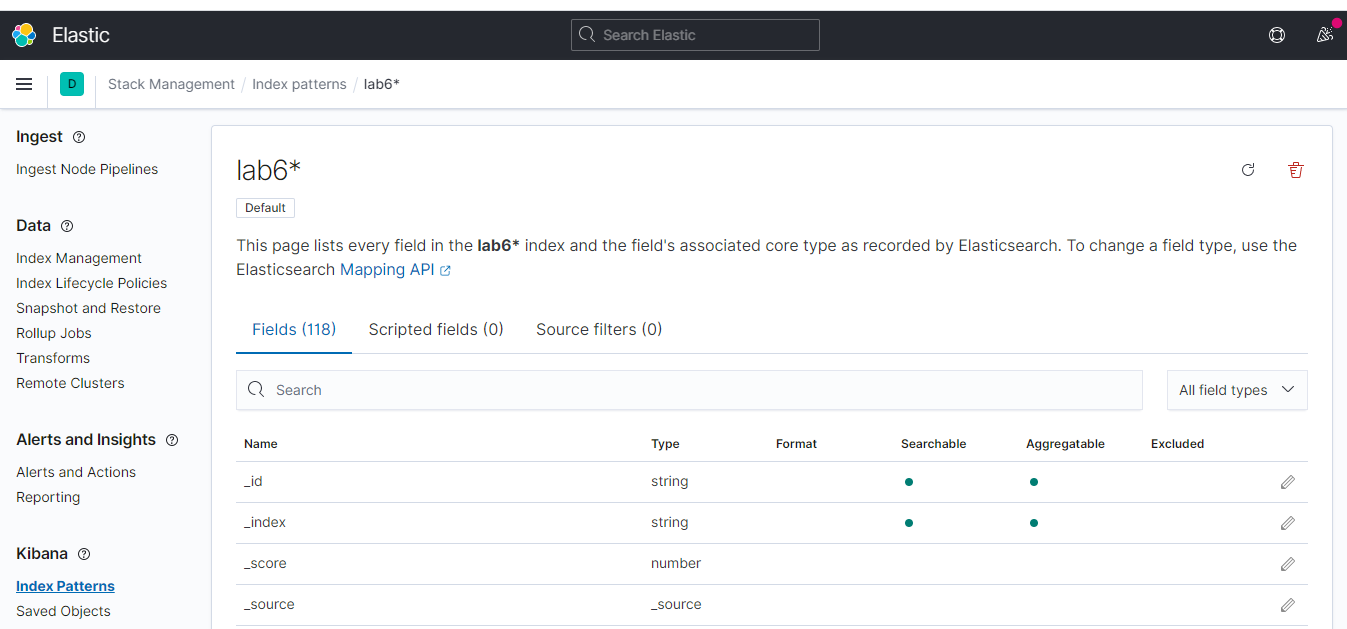 Elastic
Search Elastic
D
Stack Management / Index patterns / lab6*
Ingest
Ingest Node Pipelines
Data
Index Management
Index Lifecycle Policies
Snapshot and Restore
Rollup Jobs
Transforms
Remote Clusters
Alerts and Insights
Alerts and Actions
Reporting
Kibana
Index Patterns
Saved Objects
lab6*
Default
This page lists every field in the lab6* index and the field's associated core type as recorded by Elasticsearch. To change a field type, use the
Elasticsearch Mapping API
Fields (118) Scripted fields (0) Source filters (0)
Search All field types
Name Type Format Searchable Aggregatable Excluded
_id string
_index string
_score number
_source _source